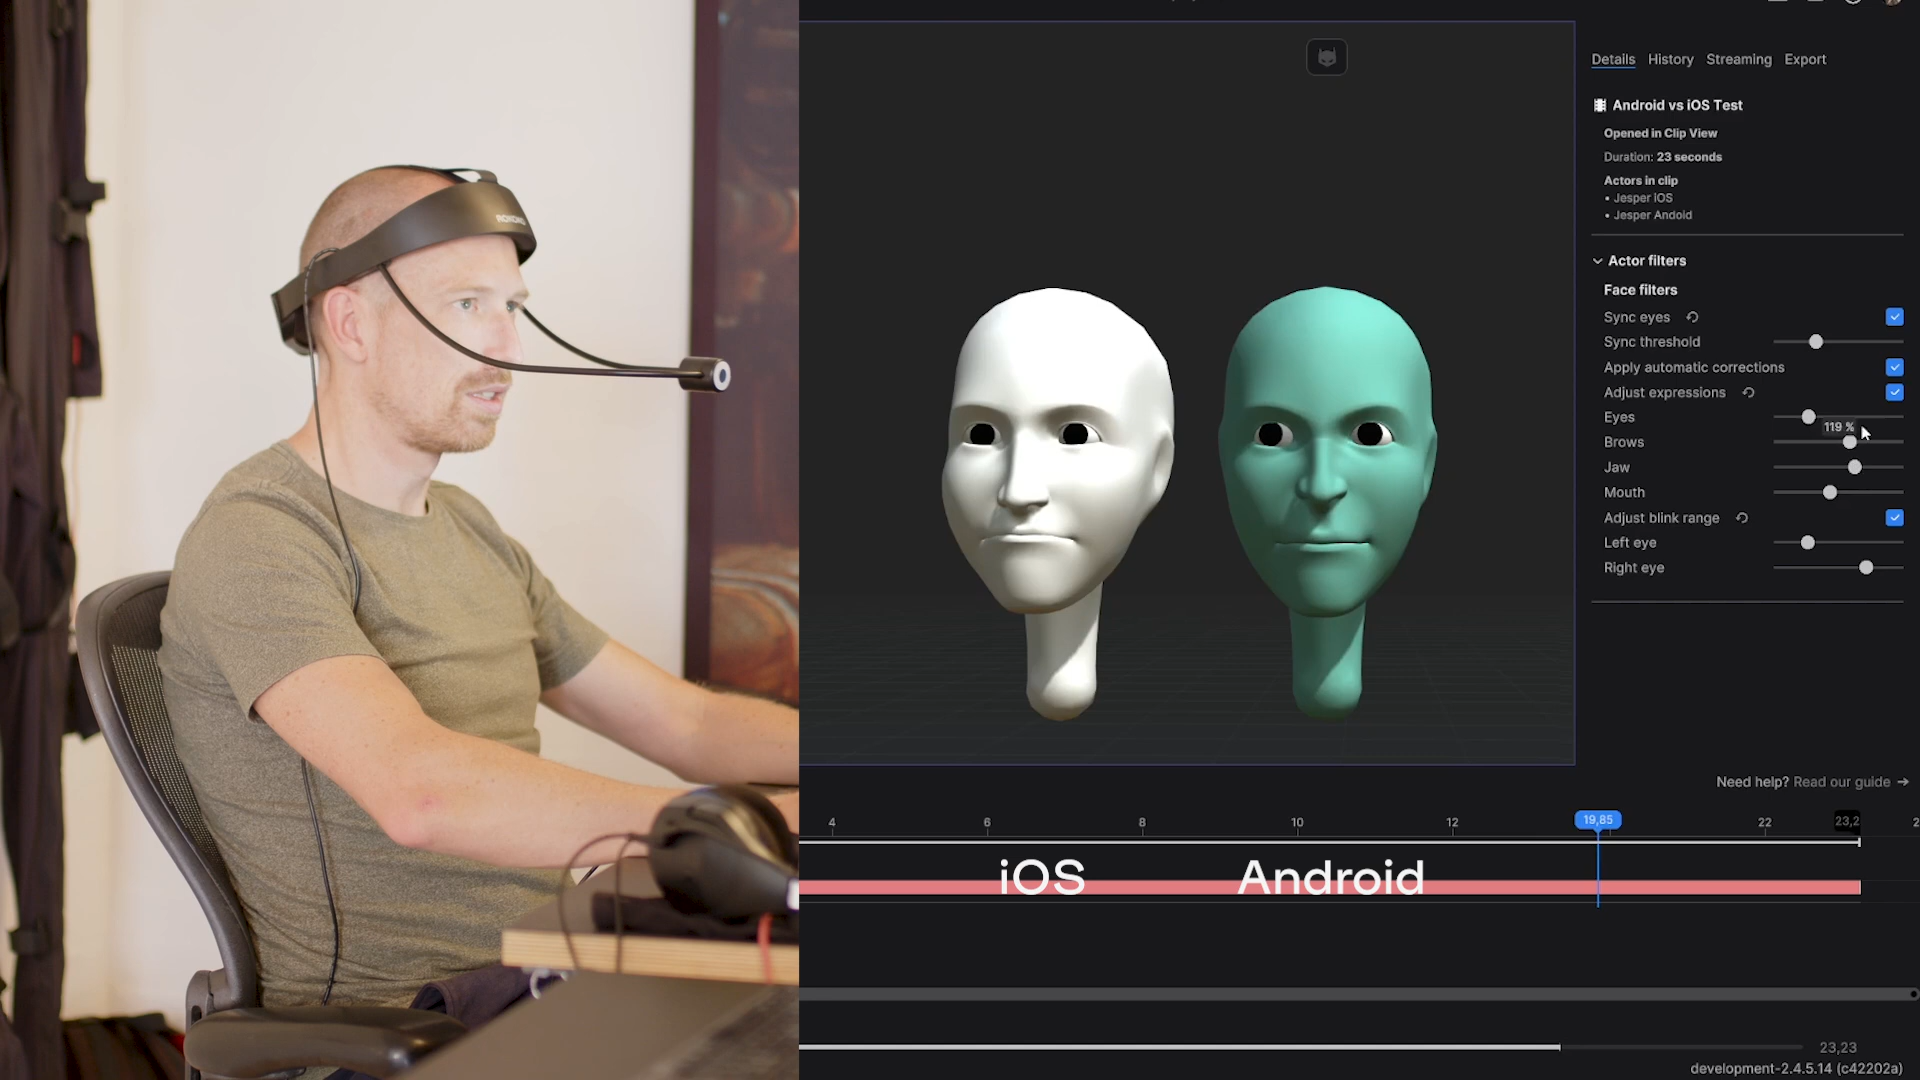 ROKOKO
Details History Streaming Export
Android vs iOS Test
Opened in Clip View
Duration: 23 seconds
Actors in clip
• Jesper iOS
• Jesper Andoid
Actor filters
Face filters
Sync eyes
Sync threshold
Apply automatic corrections
Adjust expressions
Eyes
119 %
Brows
Jaw
Mouth
Adjust blink range
Left eye
Right eye
Need help? Read our guide →
4 6 8 10 12 19,85 22 23,2
iOS Android
23,23
development-2.4.5.14 (c42202a)